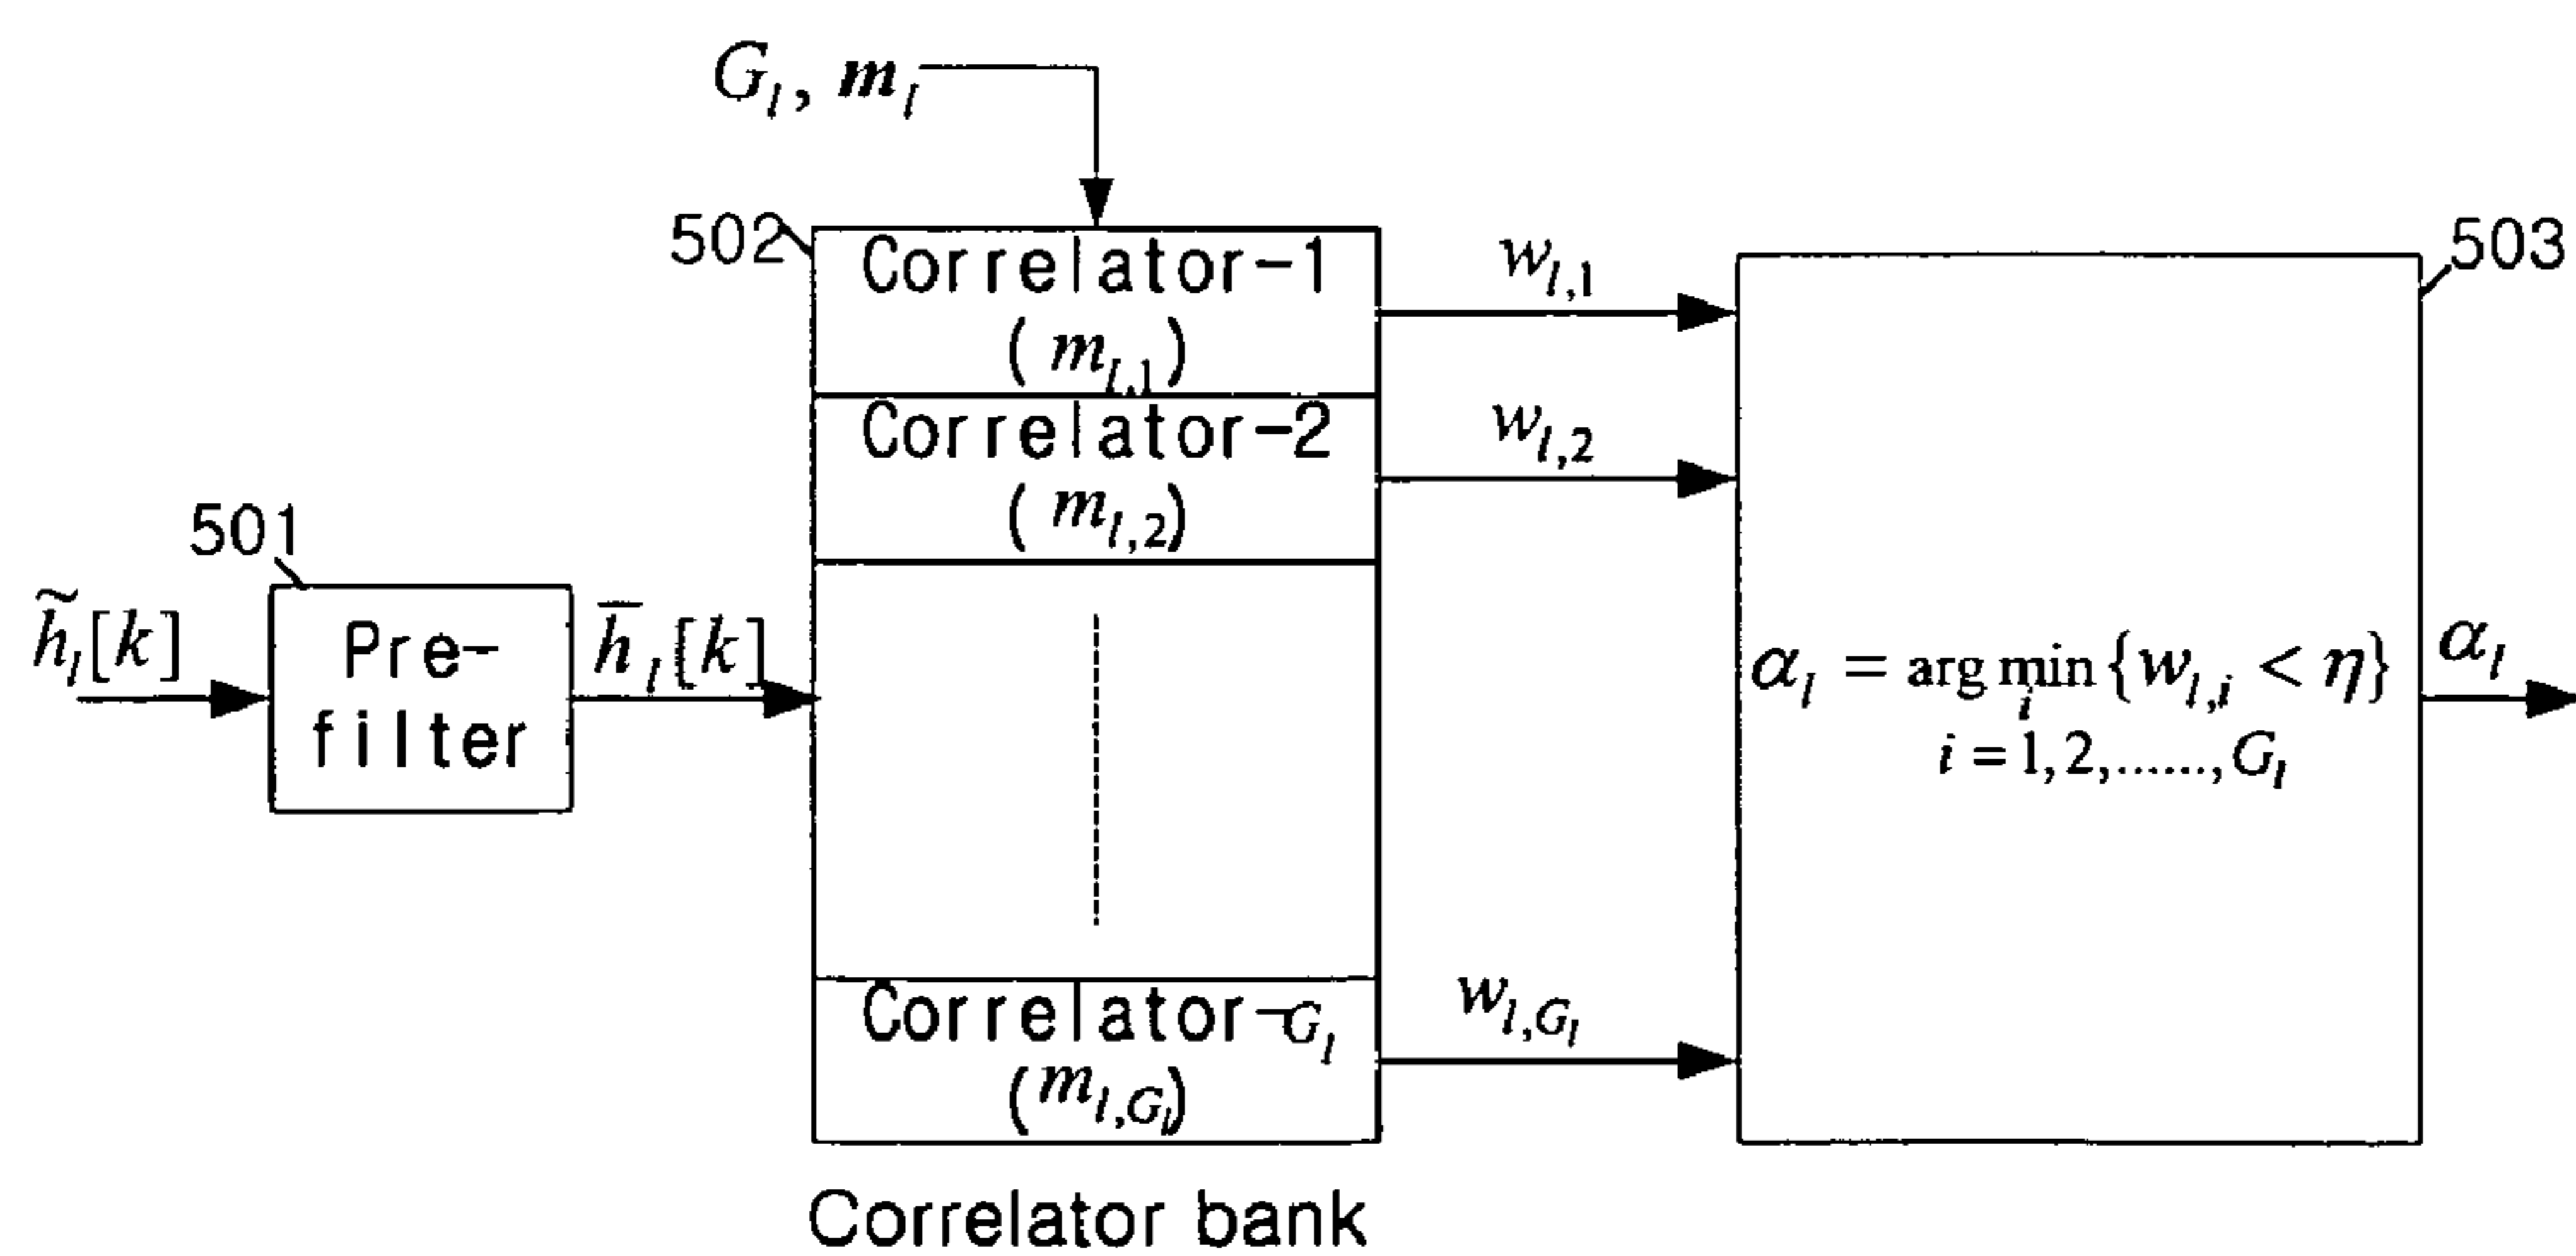 G_l, m_l
502
Correlator-1
( m_{l,1} )
w_{l,1}
503
Correlator-2
( m_{l,2} )
w_{l,2}
501
h̃_l[k]
Pre-
filter
h̄_l[k]
α_l = arg min_i {w_{l,i} < η}
i = 1, 2, ......, G_l
α_l
Correlator-G_l
( m_{l,G_l} )
w_{l,G_l}
Correlator bank